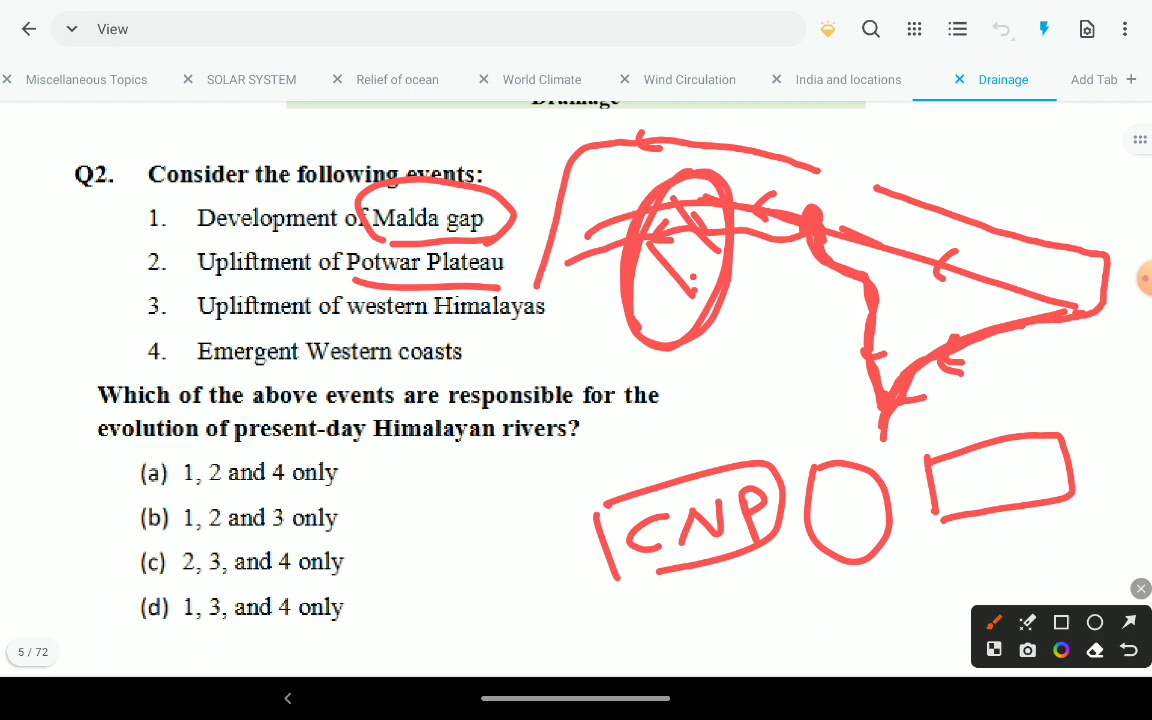 View
Miscellaneous Topics SOLAR SYSTEM Relief of ocean World Climate Wind Circulation India and locations Drainage Add Tab +
Drainage
Q2. Consider the following events:
1. Development of Malda gap
2. Upliftment of Potwar Plateau
3. Upliftment of western Himalayas
4. Emergent Western coasts
Which of the above events are responsible for the
evolution of present-day Himalayan rivers?
(a) 1, 2 and 4 only
(b) 1, 2 and 3 only
(c) 2, 3, and 4 only
(d) 1, 3, and 4 only
CNP
5 / 72